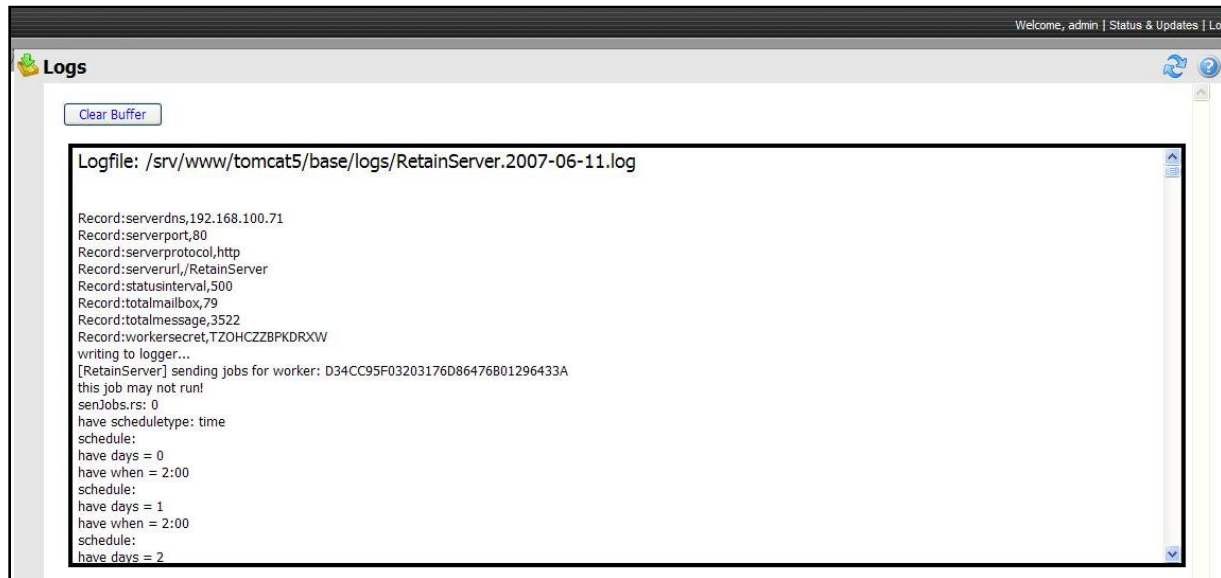 Welcome, admin | Status & Updates | Lo
Logs
Clear Buffer
Logfile: /srv/www/tomcat5/base/logs/RetainServer.2007-06-11.log
Record:serverdns,192.168.100.71
Record:serverport,80
Record:serverprotocol,http
Record:serverurl,/RetainServer
Record:statusinterval,500
Record:totalmailbox,79
Record:totalmessage,3522
Record:workersecret,TZOHCZZBPKDRXW
writing to logger...
[RetainServer] sending jobs for worker: D34CC95F03203176D86476B01296433A
this job may not run!
senJobs.rs: 0
have scheduletype: time
schedule:
have days = 0
have when = 2:00
schedule:
have days = 1
have when = 2:00
schedule:
have days = 2